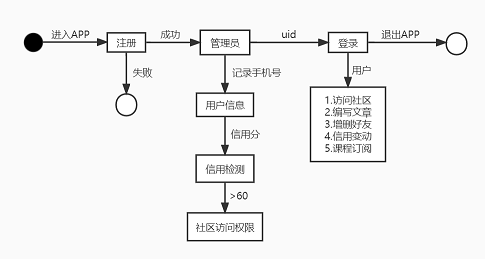 进入APP
注册
成功
管理员
uid
登录
退出APP
失败
记录手机号
用户
用户信息
1.访问社区
2.编写文章
3.增删好友
4.信用变动
5.课程订阅
信用分
信用检测
>60
社区访问权限